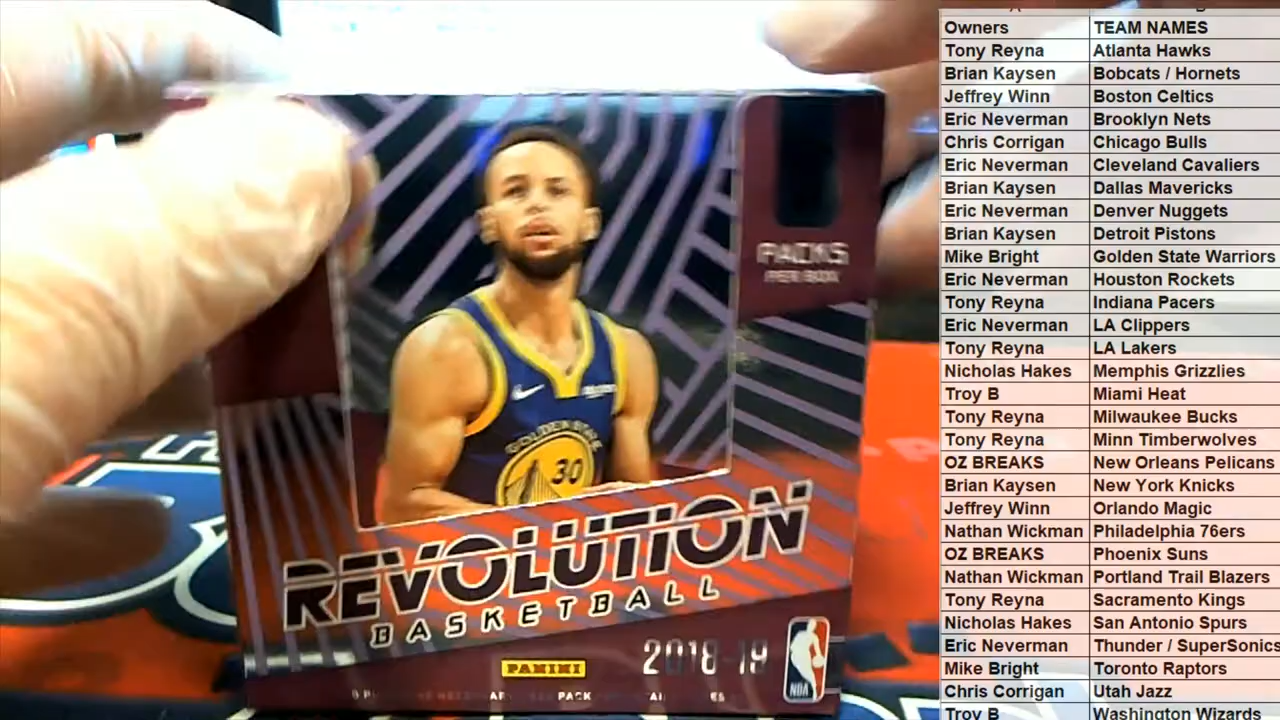 Owners TEAM NAMES
Tony Reyna Atlanta Hawks
Brian Kaysen Bobcats / Hornets
Jeffrey Winn Boston Celtics
Eric Neverman Brooklyn Nets
Chris Corrigan Chicago Bulls
Eric Neverman Cleveland Cavaliers
Brian Kaysen Dallas Mavericks
Eric Neverman Denver Nuggets
Brian Kaysen Detroit Pistons
Mike Bright Golden State Warriors
Eric Neverman Houston Rockets
Tony Reyna Indiana Pacers
Eric Neverman LA Clippers
Tony Reyna LA Lakers
Nicholas Hakes Memphis Grizzlies
Troy B Miami Heat
Tony Reyna Milwaukee Bucks
Tony Reyna Minn Timberwolves
OZ BREAKS New Orleans Pelicans
Brian Kaysen New York Knicks
Jeffrey Winn Orlando Magic
Nathan Wickman Philadelphia 76ers
OZ BREAKS Phoenix Suns
Nathan Wickman Portland Trail Blazers
Tony Reyna Sacramento Kings
Nicholas Hakes San Antonio Spurs
Eric Neverman Thunder / SuperSonics
Mike Bright Toronto Raptors
Chris Corrigan Utah Jazz
Troy B Washington Wizards
PACKS
PER BOX
GOLDEN STATE
30
REVOLUTION
BASKETBALL
2018-19
PANINI
NBA
PACK